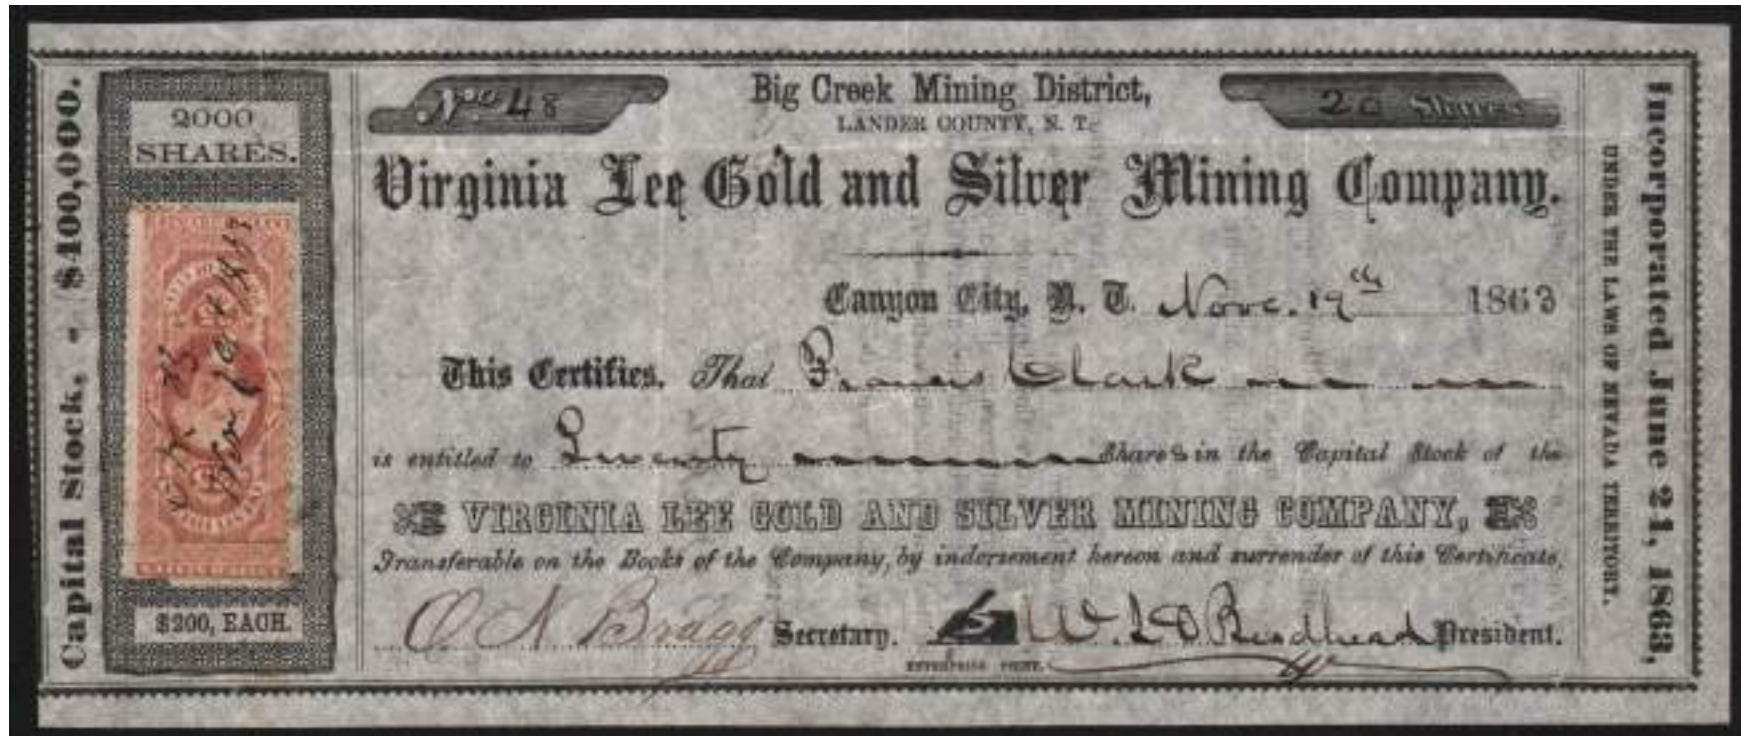 Capital Stock, - $400,000.
2000
SHARES.
$200, EACH.
No. 48
Big Creek Mining District,
LANDER COUNTY, N. T.
20 Shares
Virginia Lee Gold and Silver Mining Company.
Canyon City, N. T. Nov. 19th 1863
This Certifies, That Francis Clark
is entitled to Twenty Shares in the Capital Stock of the
VIRGINIA LEE GOLD AND SILVER MINING COMPANY,
Transferable on the Books of the Company, by indorsement hereon and surrender of this Certificate,
O N Bragg Secretary. W. President.
ENTERPRISE PRINT.
Incorporated June 21, 1863,
UNDER THE LAWS OF NEVADA TERRITORY.